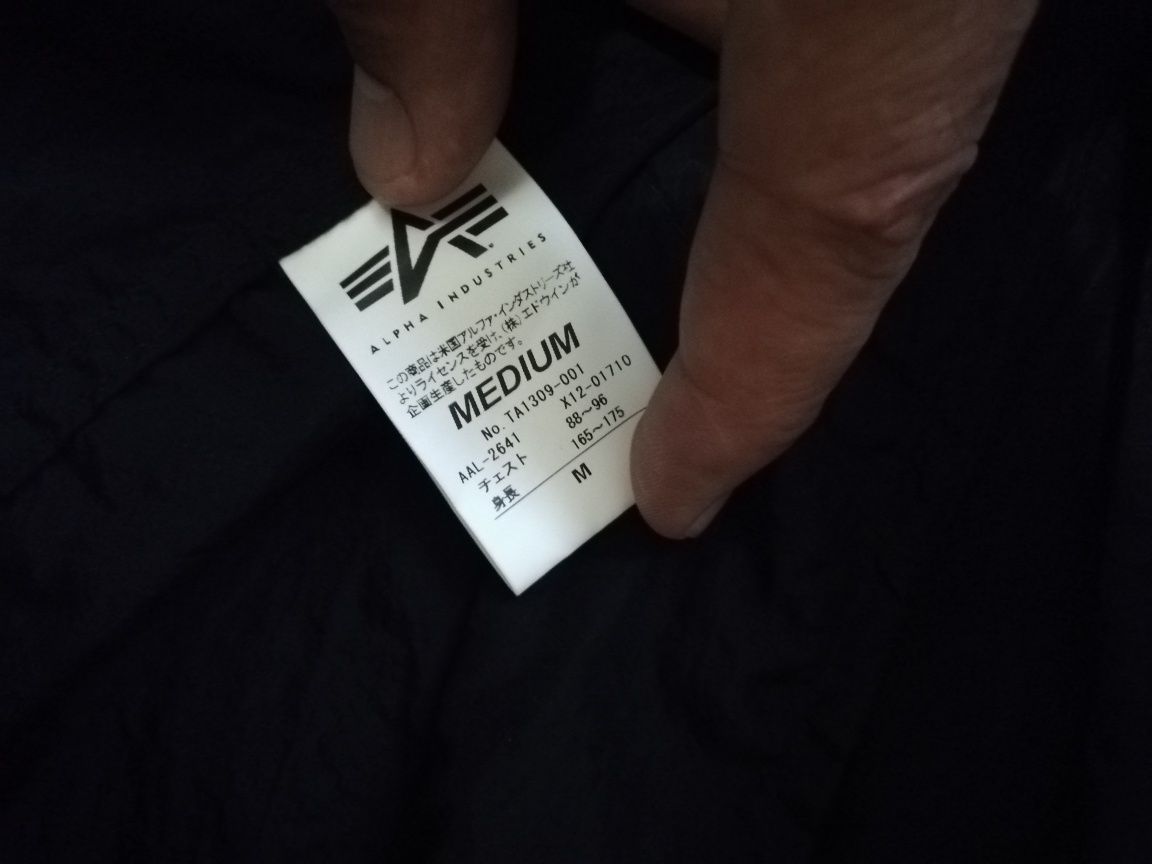 ALPHA INDUSTRIES
この商品は米国アルファ・インダストリーズ社
よりライセンスを受け、(株)エドウインが
企画生産したものです。
MEDIUM
No. TA1309-001
AAL-2641 X12-01710
チェスト 88〜96
身長 165〜175
M